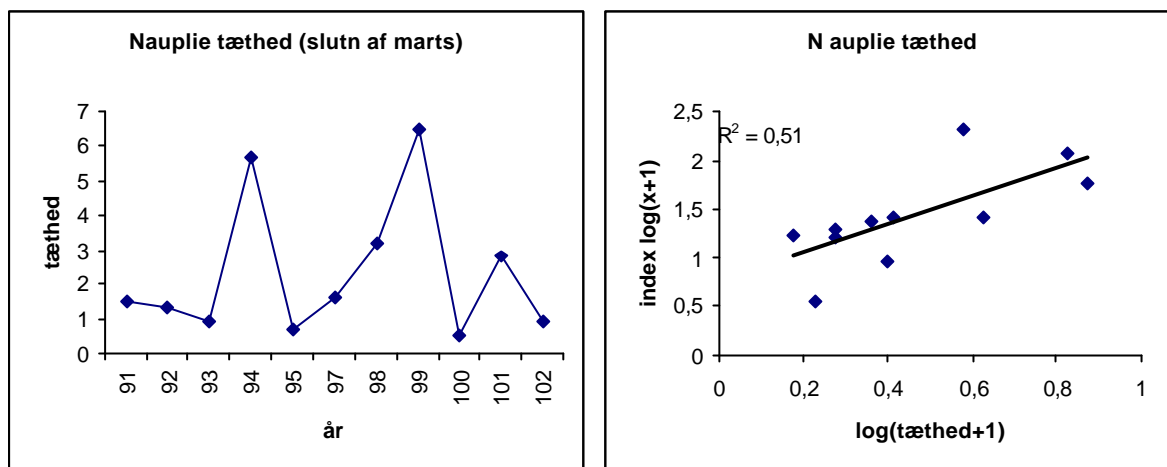 Nauplie tæthed (slutn af marts)
tæthed
7
6
5
4
3
2
1
0
91 92 93 94 95 97 98 99 100 101 102
år
N auplie tæthed
index log(x+1)
2,5
R² = 0,51
2
1,5
1
0,5
0
0 0,2 0,4 0,6 0,8 1
log(tæthed+1)